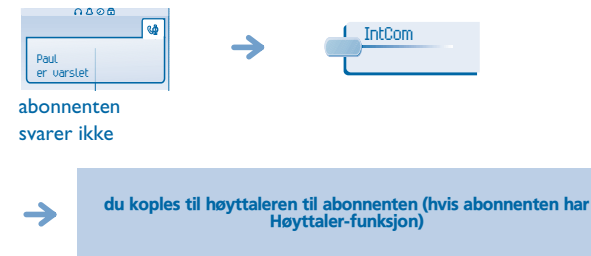 Paul
er varslet
IntCom
abonnenten
svarer ikke
du koples til høyttaleren til abonnenten (hvis abonnenten har
Høyttaler-funksjon)